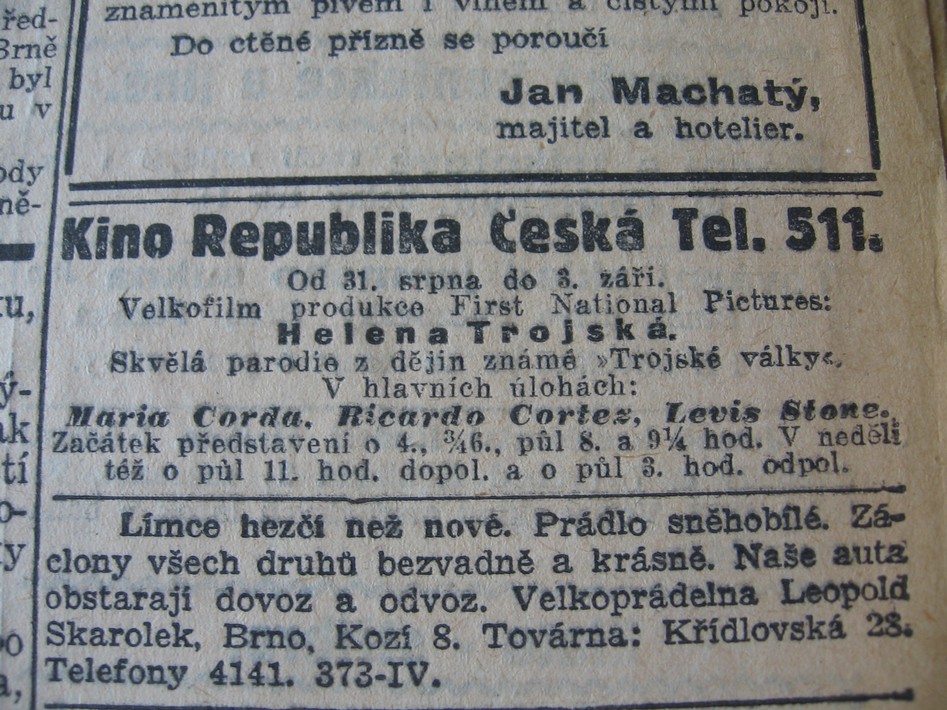 řed-
Brně
byl
u v
ody
ně-
znamenitým pivem i vínem a čistými pokoji.
Do ctěné přízně se poroučí
Jan Machatý,
majitel a hotelier.
Kino Republika Česká Tel. 511.
Od 31. srpna do 3. září.
Velkofilm produkce First National Pictures:
Helena Trojská.
Skvělá parodie z dějin známé »Trojské války«.
V hlavních úlohách:
Maria Corda, Ricardo Cortez, Levis Stone.
Začátek představení o 4., ¾6., půl 8. a 9¼ hod. V neděli
též o půl 11. hod. dopol. a o půl 3. hod. odpol.
Límce hezčí než nové. Prádlo sněhobílé. Zá-
clony všech druhů bezvadně a krásně. Naše auta
obstarají dovoz a odvoz. Velkoprádelna Leopold
Skarolek, Brno, Kozí 8. Továrna: Křídlovská 28.
Telefony 4141. 373-IV.